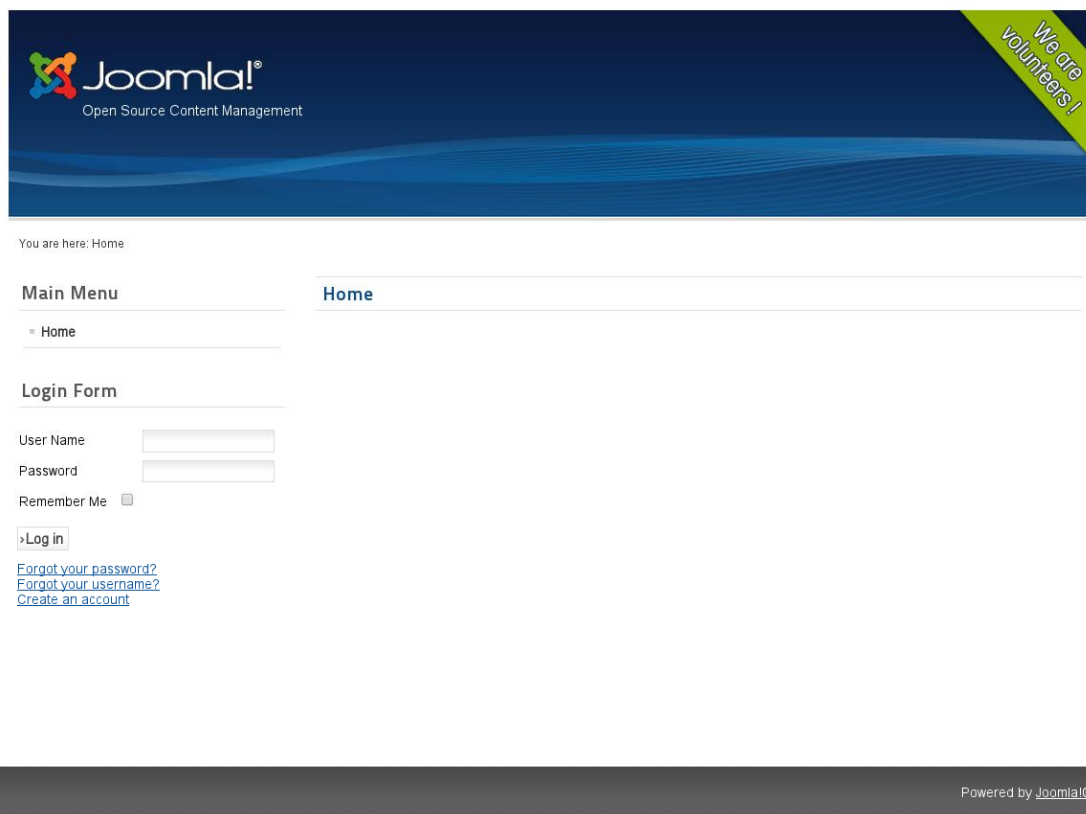 We are
volunteers!
Joomla!®
Open Source Content Management
You are here: Home
Main Menu
Home
Home
Login Form
User Name
Password
Remember Me
›Log in
Forgot your password?
Forgot your username?
Create an account
Powered by Joomla!